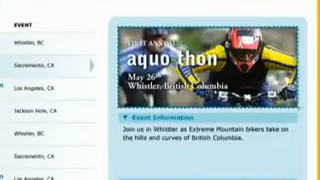 EVENT
Whistler, BC
Sacramento, CA
Los Angeles, CA
Jackson Hole, CA
Whistler, BC
Sacramento, CA
Los Angeles, CA
FIRST ANNUAL
aquo thon
May 26th
Whistler, British Columbia
Event Information
Join us in Whistler as Extreme Mountain bikers take on
the hills and curves of British Columbia.